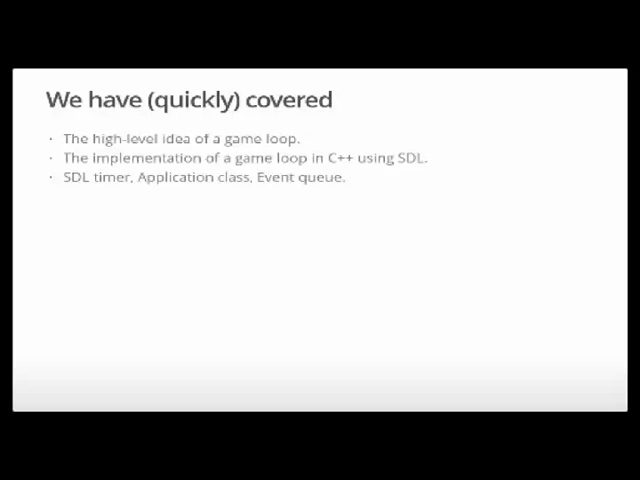 We have (quickly) covered
· The high-level idea of a game loop.
· The implementation of a game loop in C++ using SDL.
· SDL timer, Application class, Event queue.